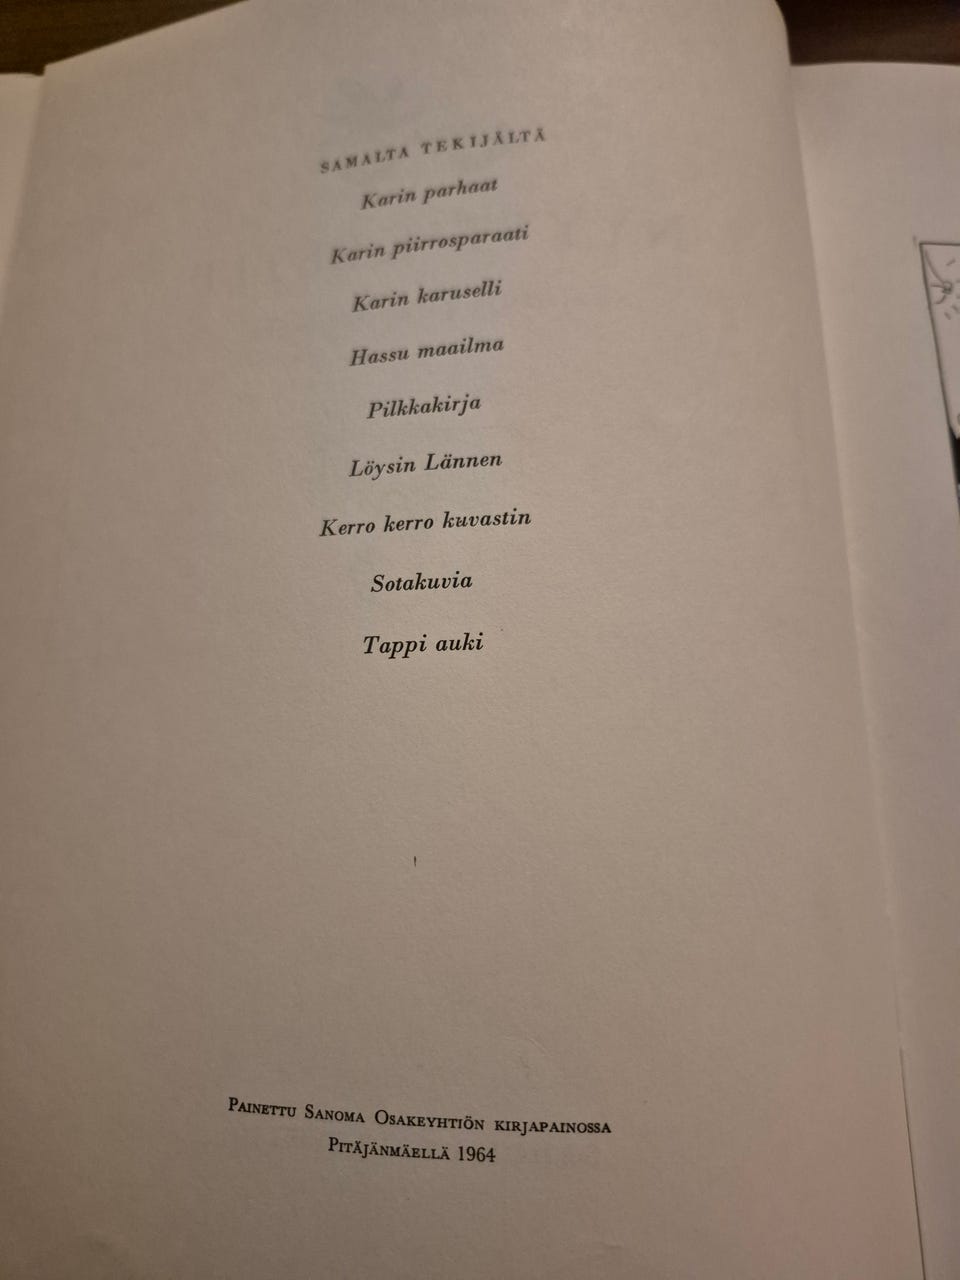 SAMALTA TEKIJÄLTÄ
Karin parhaat
Karin piirrosparaati
Karin karuselli
Hassu maailma
Pilkkakirja
Löysin Lännen
Kerro kerro kuvastin
Sotakuvia
Tappi auki
PAINETTU SANOMA OSAKEYHTIÖN KIRJAPAINOSSA
PITÄJÄNMÄELLÄ 1964